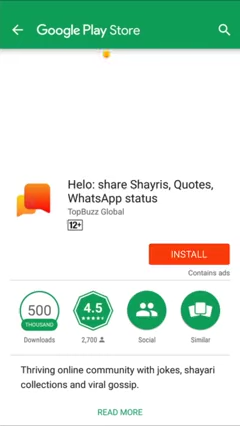 Google Play Store
Helo: share Shayris, Quotes,
WhatsApp status
TopBuzz Global
12+
INSTALL
Contains ads
500
THOUSAND
4.5
Downloads
2,700
Social
Similar
Thriving online community with jokes, shayari
collections and viral gossip.
READ MORE